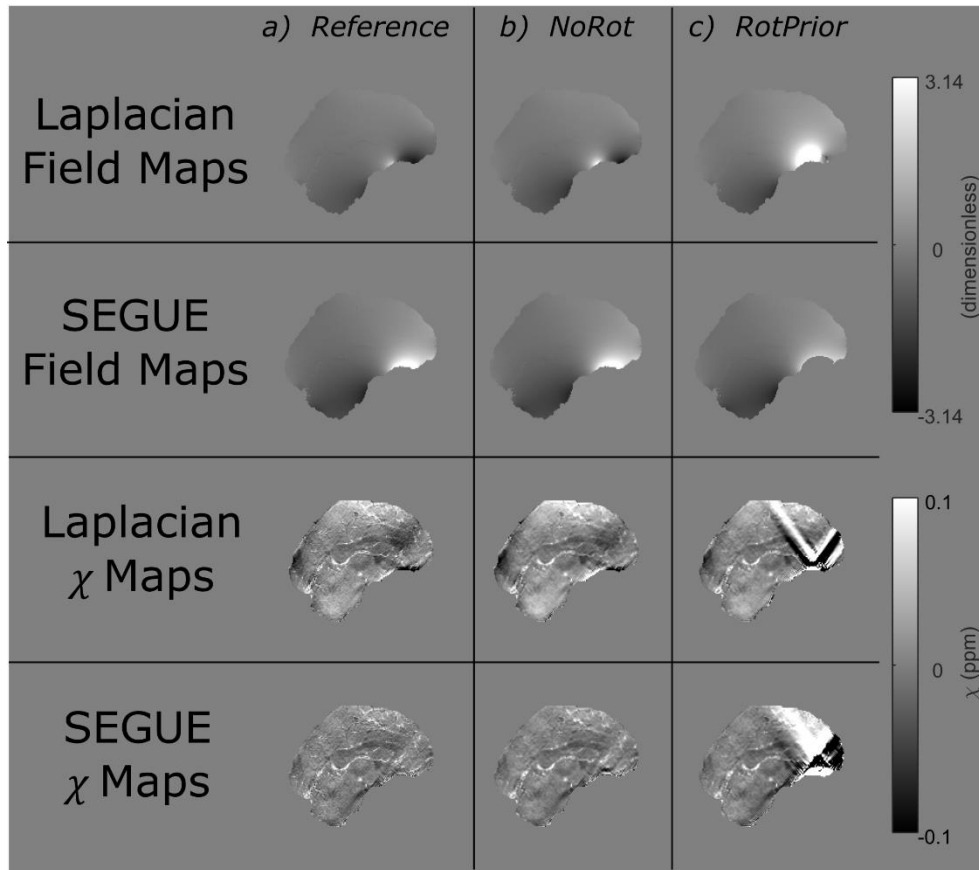 a) Reference
b) NoRot
c) RotPrior
Laplacian
Field Maps
3.14
0
-3.14
(dimensionless)
SEGUE
Field Maps
Laplacian
χ Maps
0.1
0
-0.1
χ (ppm)
SEGUE
χ Maps